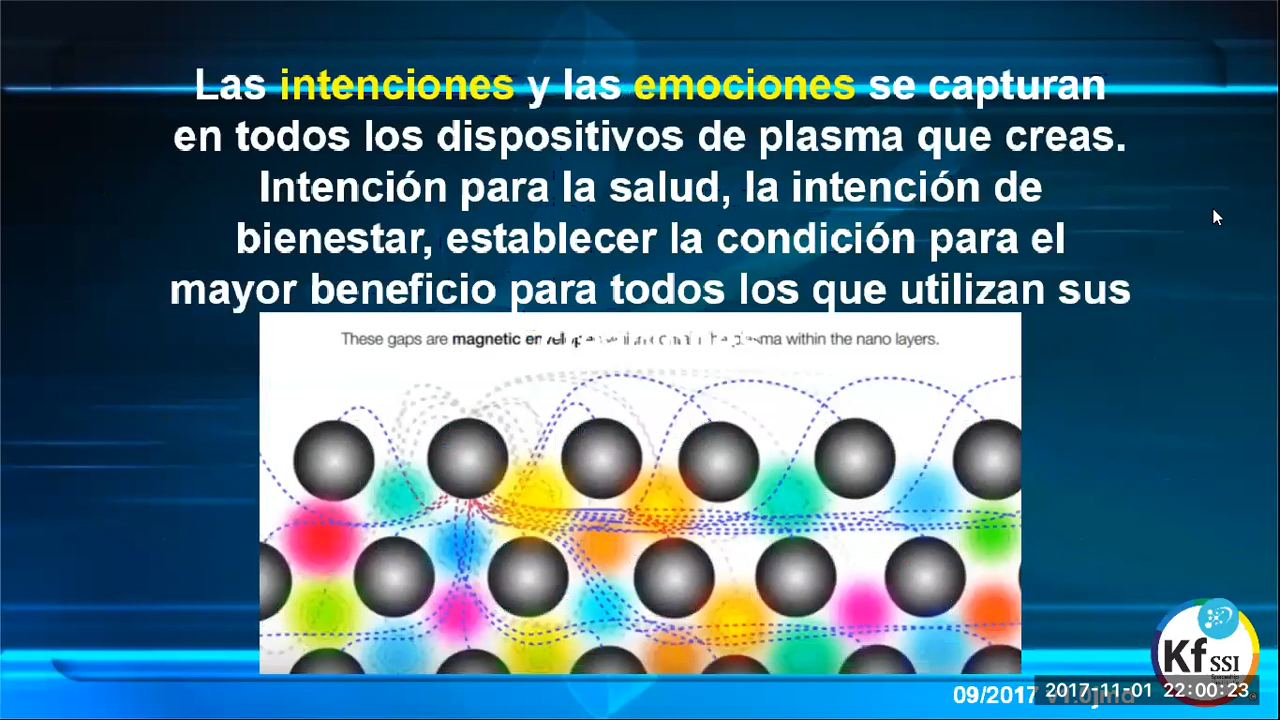 Las intenciones y las emociones se capturan
en todos los dispositivos de plasma que creas.
Intención para la salud, la intención de
bienestar, establecer la condición para el
mayor beneficio para todos los que utilizan sus
These gaps are magnetic plasma within the nano layers.
Kf SSI
Spaceship
09/2017
2017-11-01 22:00:23